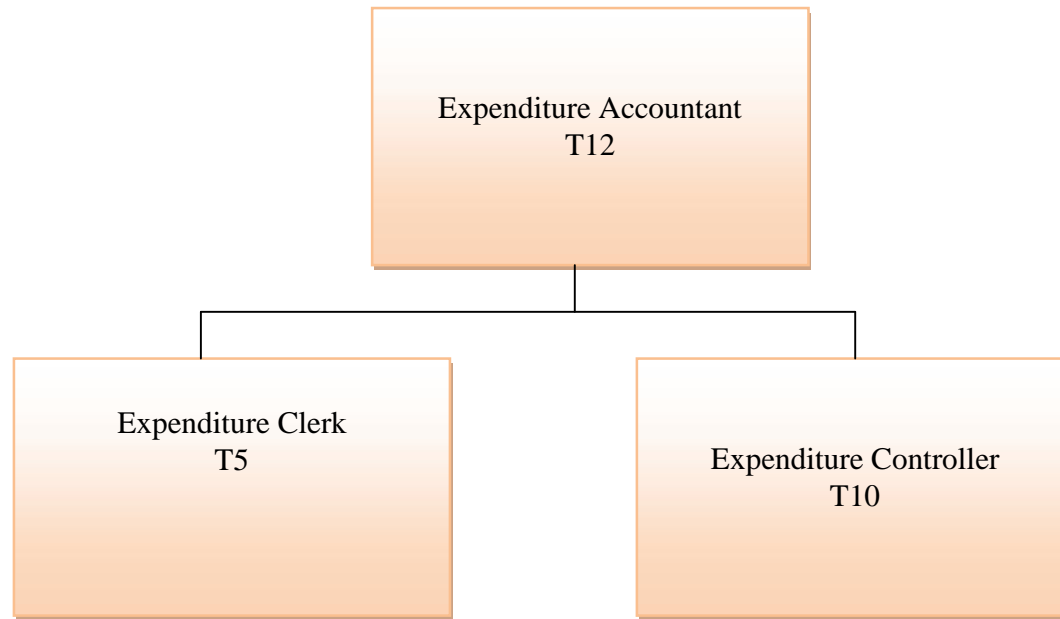 Expenditure Accountant
T12
Expenditure Clerk
T5
Expenditure Controller
T10